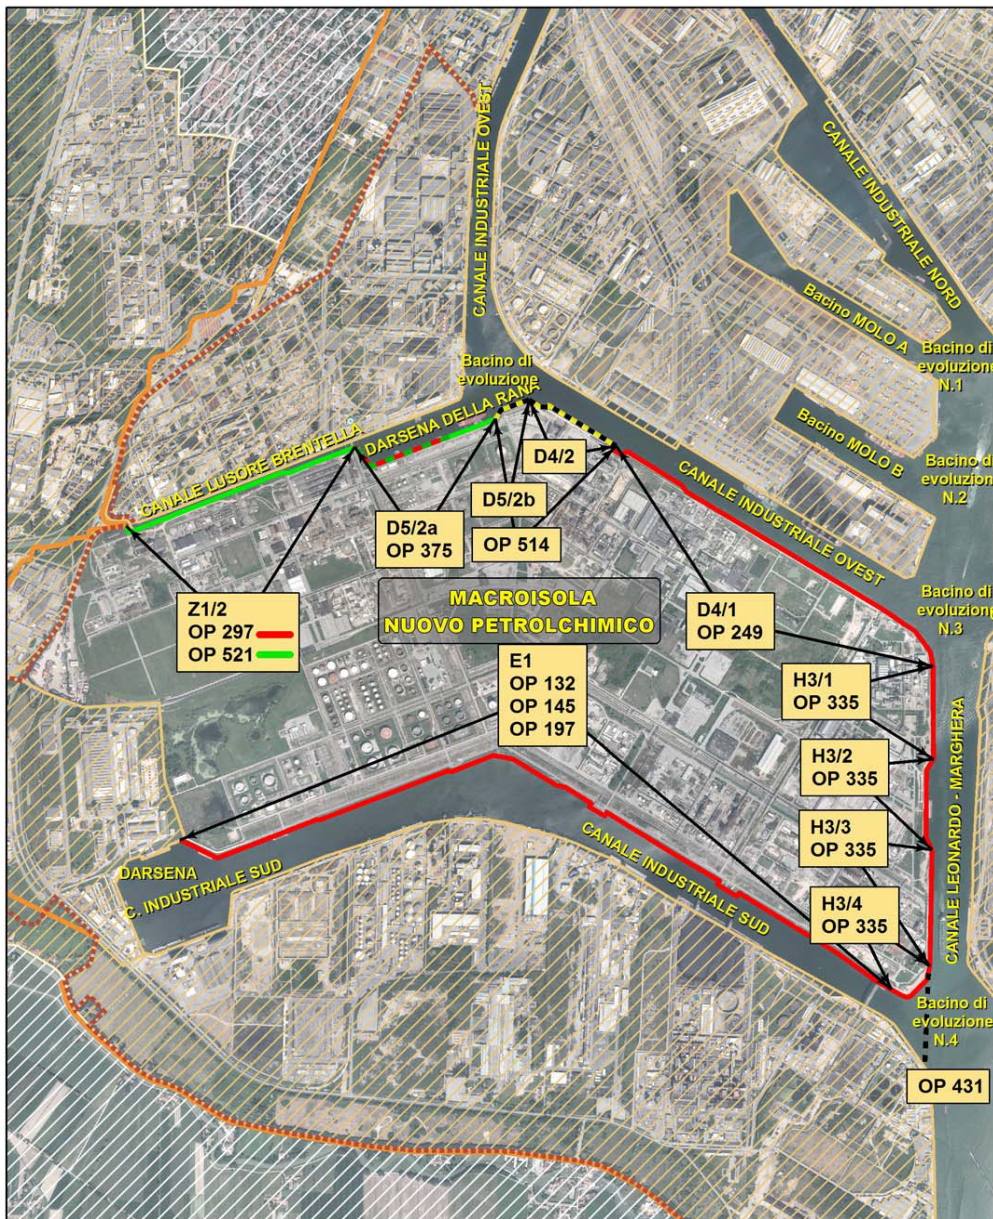 CANALE INDUSTRIALE OVEST
CANALE INDUSTRIALE NORD
Bacino MOLO A
Bacino di
evoluzione
N.1
Bacino di
evoluzione
DARSENA DELLA RANA
CANALE LUSORE BRENTELLA
Bacino MOLO B
Bacino di
evoluzione
N.2
D4/2
CANALE INDUSTRIALE OVEST
D5/2b
D5/2a
OP 375
OP 514
Bacino di
evoluzione
N.3
Z1/2
OP 297
OP 521
MACROISOLA
NUOVO PETROLCHIMICO
D4/1
OP 249
E1
OP 132
OP 145
OP 197
H3/1
OP 335
H3/2
OP 335
H3/3
OP 335
H3/4
OP 335
CANALE LEONARDO - MARGHERA
DARSENA
C. INDUSTRIALE SUD
CANALE INDUSTRIALE SUD
Bacino di
evoluzione
N.4
OP 431